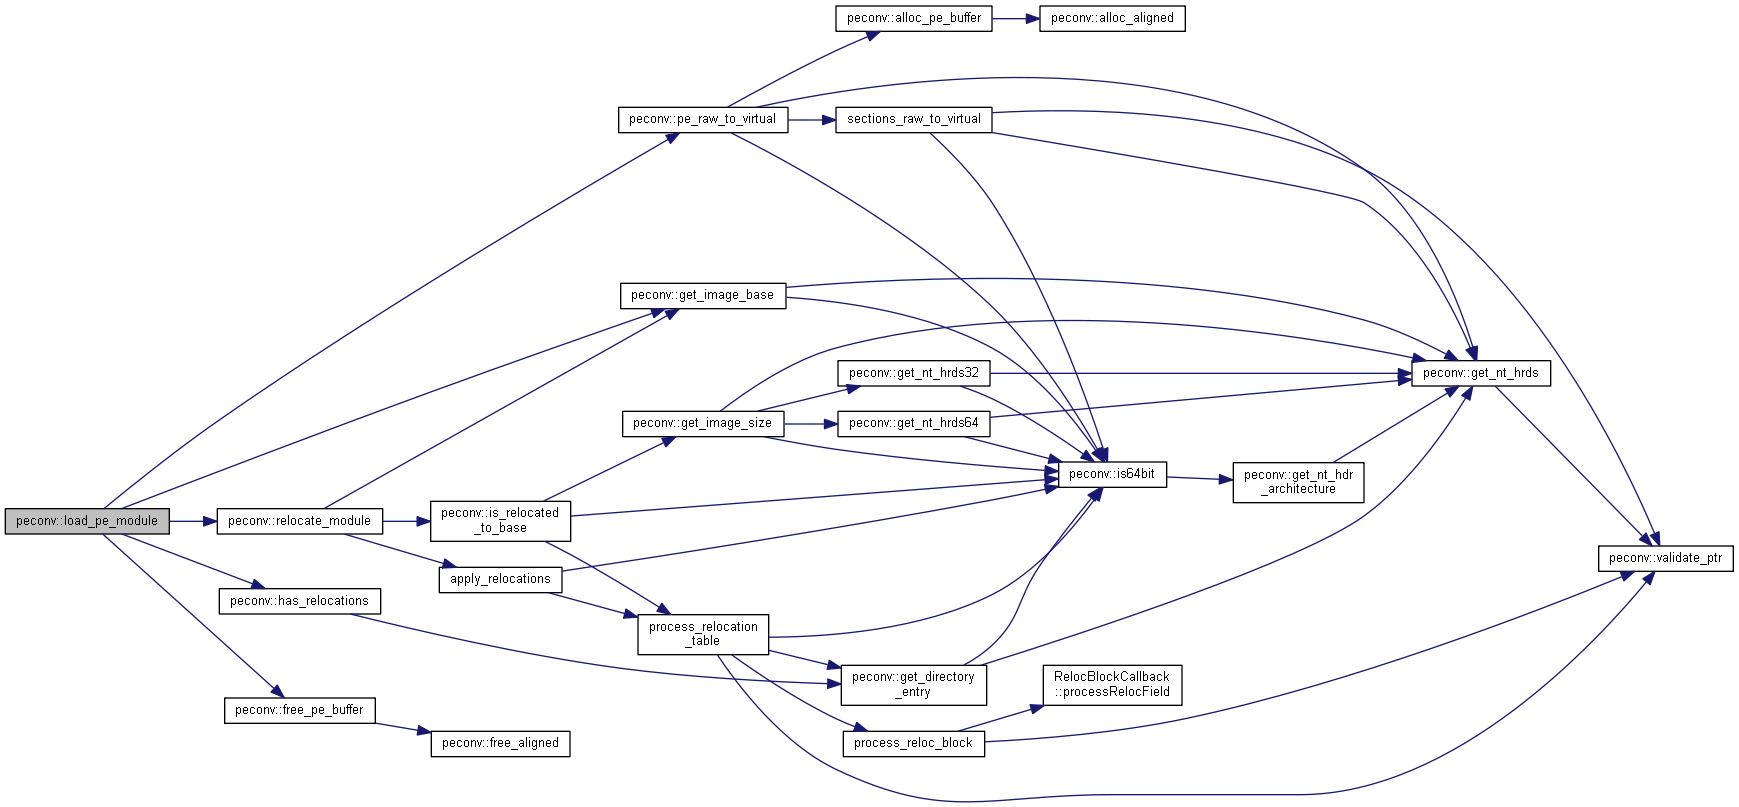 peconv::alloc_pe_buffer
peconv::alloc_aligned
peconv::pe_raw_to_virtual
sections_raw_to_virtual
peconv::get_image_base
peconv::get_nt_hrds32
peconv::get_nt_hrds
peconv::get_image_size
peconv::get_nt_hrds64
peconv::is64bit
peconv::get_nt_hdr
_architecture
peconv::load_pe_module
peconv::relocate_module
peconv::is_relocated
_to_base
peconv::validate_ptr
apply_relocations
peconv::has_relocations
process_relocation
_table
peconv::get_directory
_entry
RelocBlockCallback
::processRelocField
peconv::free_pe_buffer
peconv::free_aligned
process_reloc_block